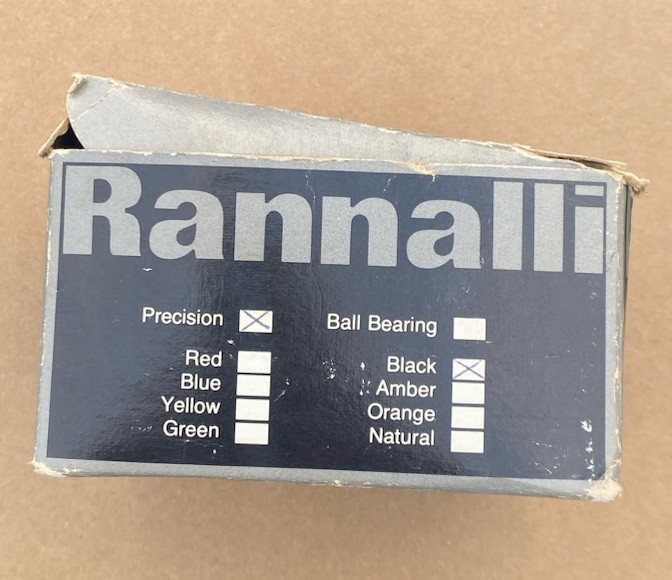 Rannalli
Precision Ball Bearing
Red Black
Blue Amber
Yellow Orange
Green Natural